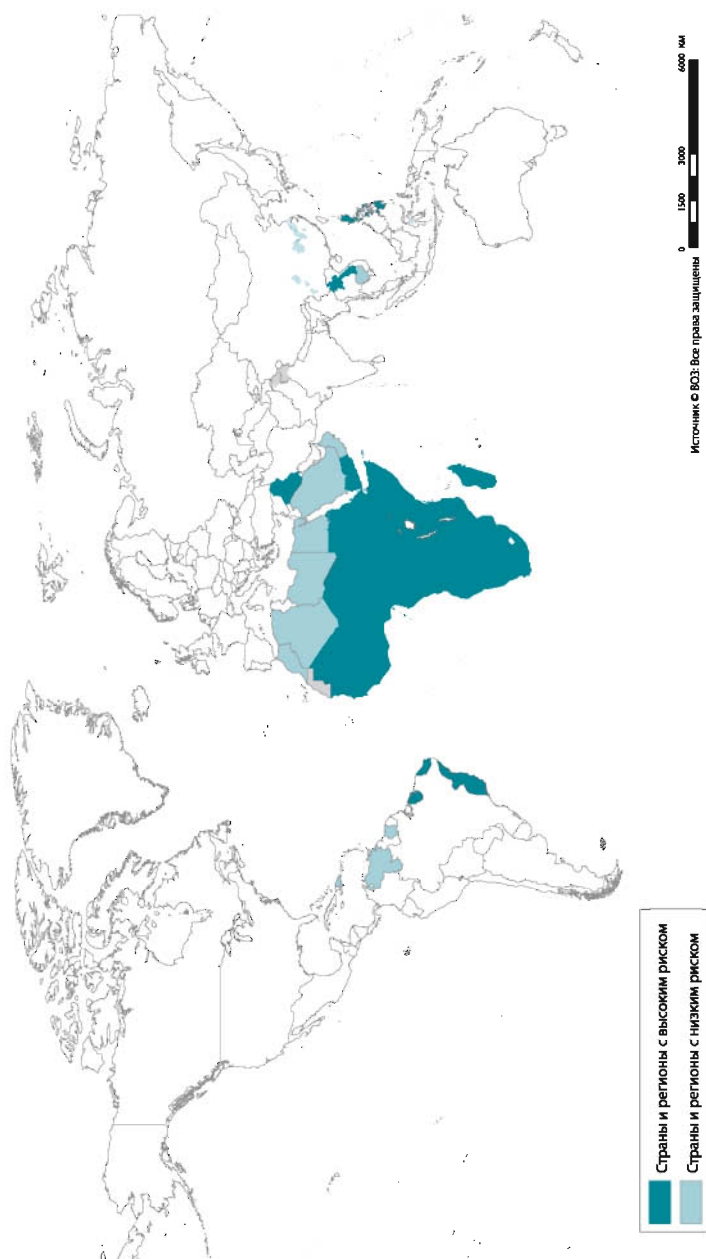 Страны и регионы с высоким риском
Страны и регионы с низким риском
0 1500 3000 6000 км
Источник © ВОЗ: Все права защищены